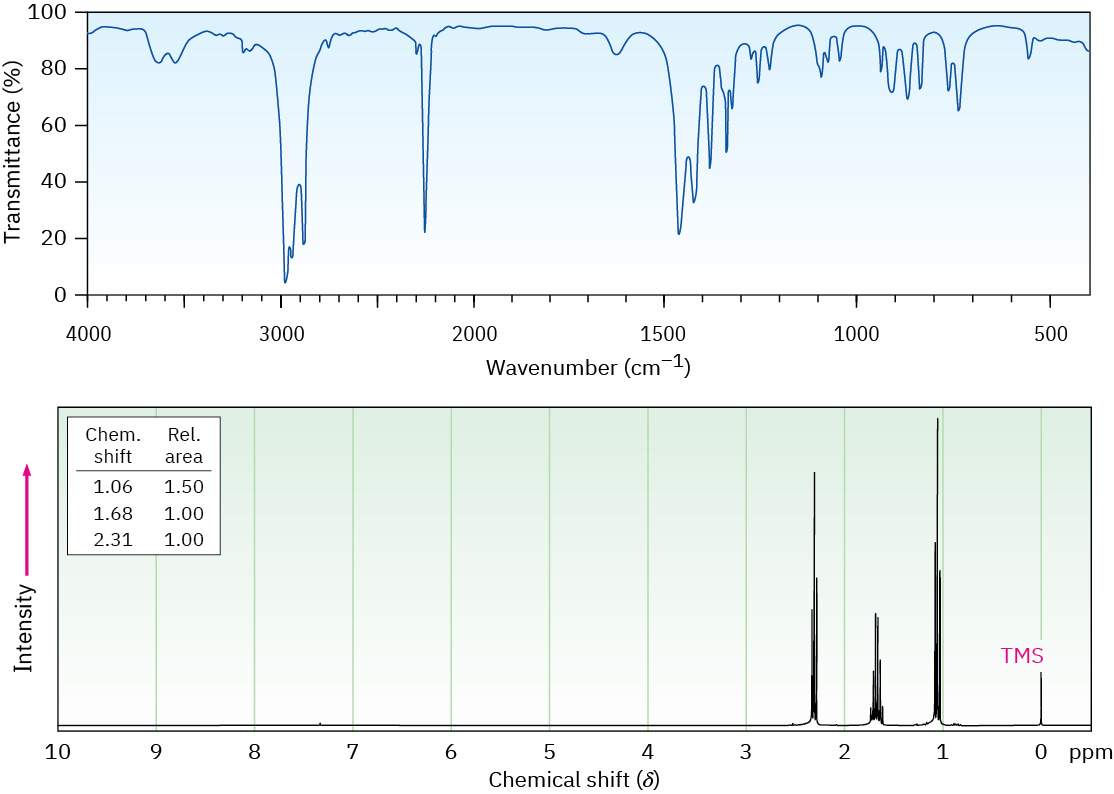 100
80
60
40
20
0
Transmittance (%)
4000 3000 2000 1500 1000 500
Wavenumber (cm⁻¹)
Chem. shift Rel. area
1.06 1.50
1.68 1.00
2.31 1.00
Intensity
TMS
10 9 8 7 6 5 4 3 2 1 0 ppm
Chemical shift (δ)